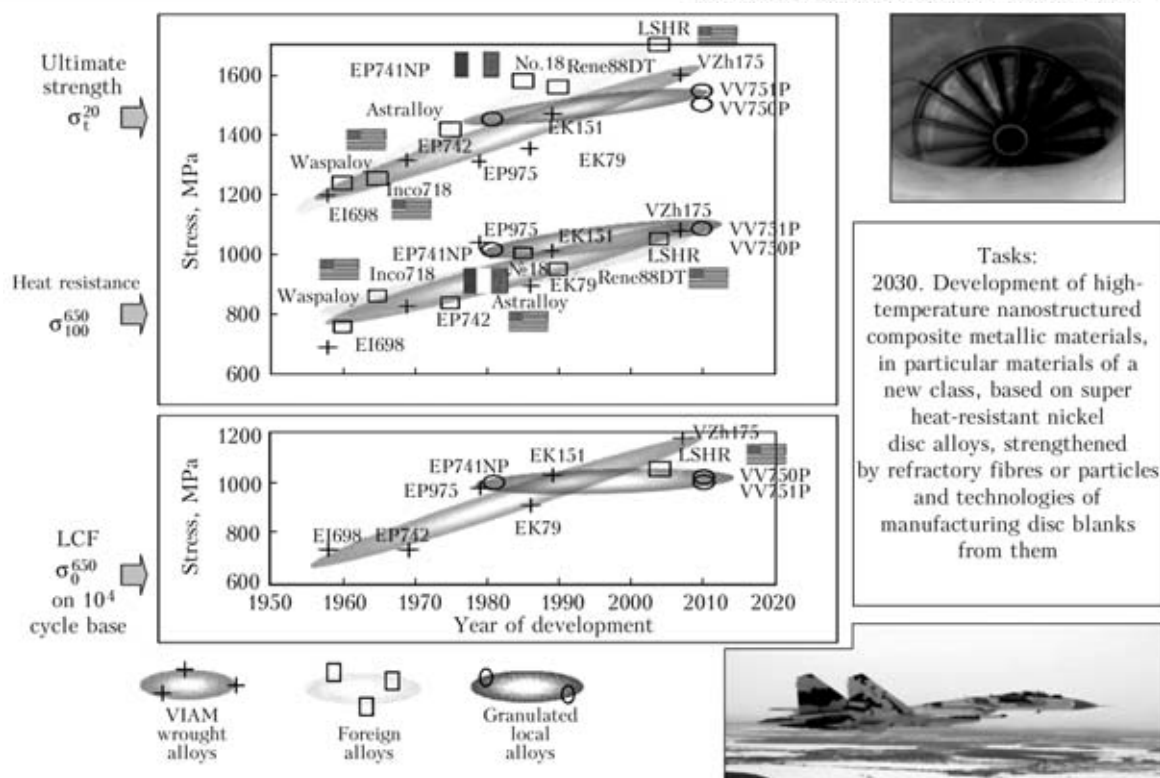 Ultimate
strength
σt^20
Heat resistance
σ100^650
LCF
σ0^650
on 10^4
cycle base
Stress, MPa
1600
1400
1200
1000
800
600
LSHR
EP741NP
No.18
Rene88DT
VZh175
Astralloy
VV751P
VV750P
EK151
EP742
Waspaloy
EP975
EK79
Inco718
EI698
VZh175
EP975
EK151
VV751P
EP741NP
VV750P
Inco718
№18
LSHR
Waspaloy
EK79
Rene88DT
EP742
Astralloy
EI698
Stress, MPa
1200
1000
800
600
VZh175
EK151
LSHR
EP741NP
VV750P
EP975
VV751P
EI698
EP742
EK79
1950 1960 1970 1980 1990 2000 2010 2020
Year of development
VIAM
wrought
alloys
Foreign
alloys
Granulated
local
alloys
Tasks:
2030. Development of high-
temperature nanostructured
composite metallic materials,
in particular materials of a
new class, based on super
heat-resistant nickel
disc alloys, strengthened
by refractory fibres or particles
and technologies of
manufacturing disc blanks
from them